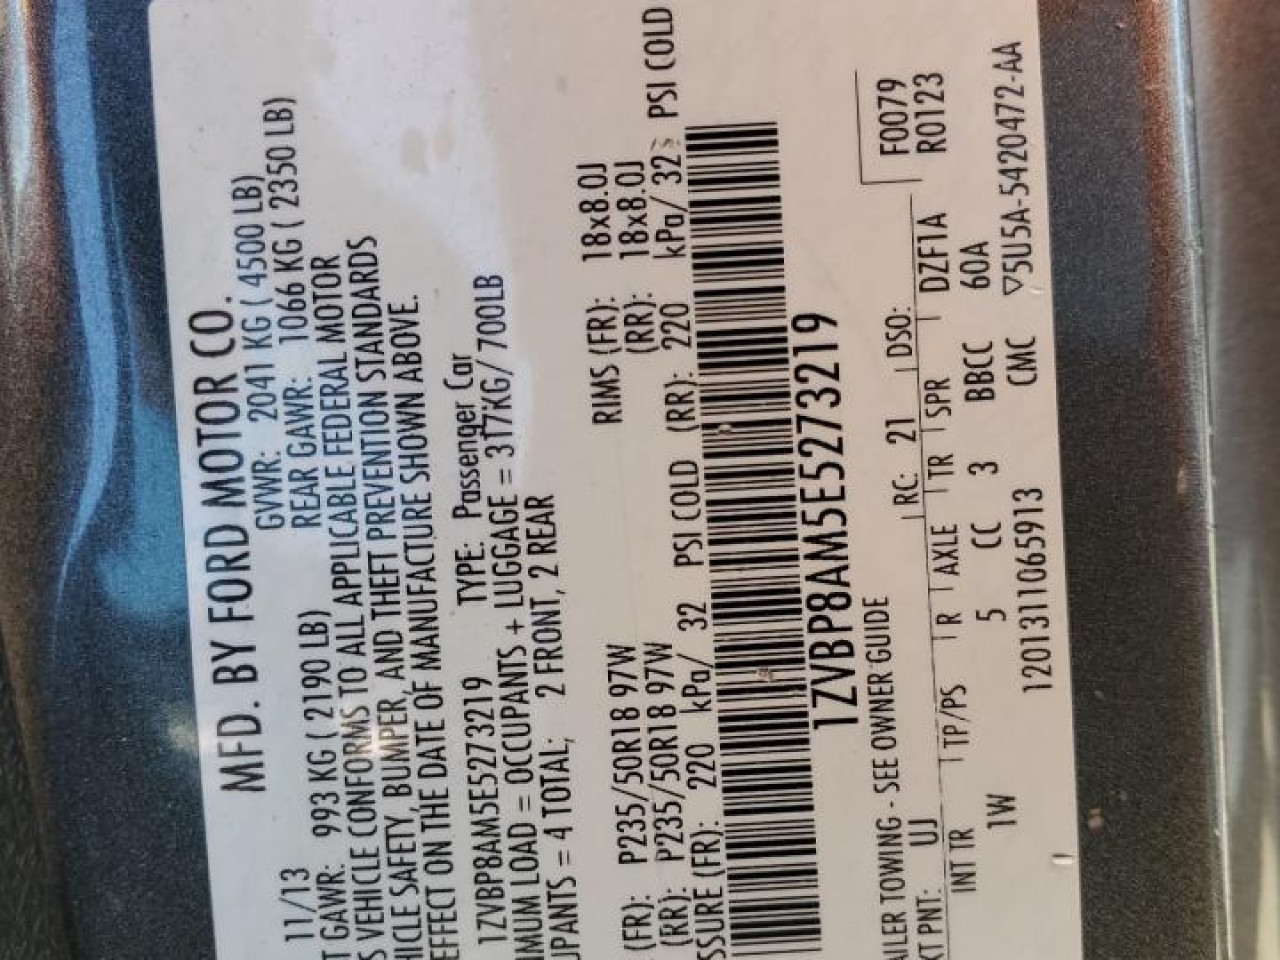 MFD. BY FORD MOTOR CO.
11/13 GVWR: 2041 KG ( 4500 LB)
T GAWR: 993 KG ( 2190 LB) REAR GAWR: 1066 KG ( 2350 LB)
S VEHICLE CONFORMS TO ALL APPLICABLE FEDERAL MOTOR
HICLE SAFETY, BUMPER, AND THEFT PREVENTION STANDARDS
EFFECT ON THE DATE OF MANUFACTURE SHOWN ABOVE.
1ZVBP8AM5E5273219 TYPE: Passenger Car
IMUM LOAD = OCCUPANTS + LUGGAGE = 317KG/ 700LB
UPANTS = 4 TOTAL; 2 FRONT, 2 REAR
(FR): P235/50R18 97W RIMS (FR): 18x8.0J
(RR): P235/50R18 97W (RR): 18x8.0J
SSURE (FR): 220 kPa/ 32 PSI COLD (RR): 220 kPa/ 32 PSI COLD
1ZVBP8AM5E5273219
AILER TOWING - SEE OWNER GUIDE
F0079
R0123
XT PNT: UJ RC: 21 DSO:
INT TR TP/PS R AXLE TR SPR DZF1A
1W 5 CC 3 BBCC 60A
1201311065913 CMC ▽5U5A-5420472-AA